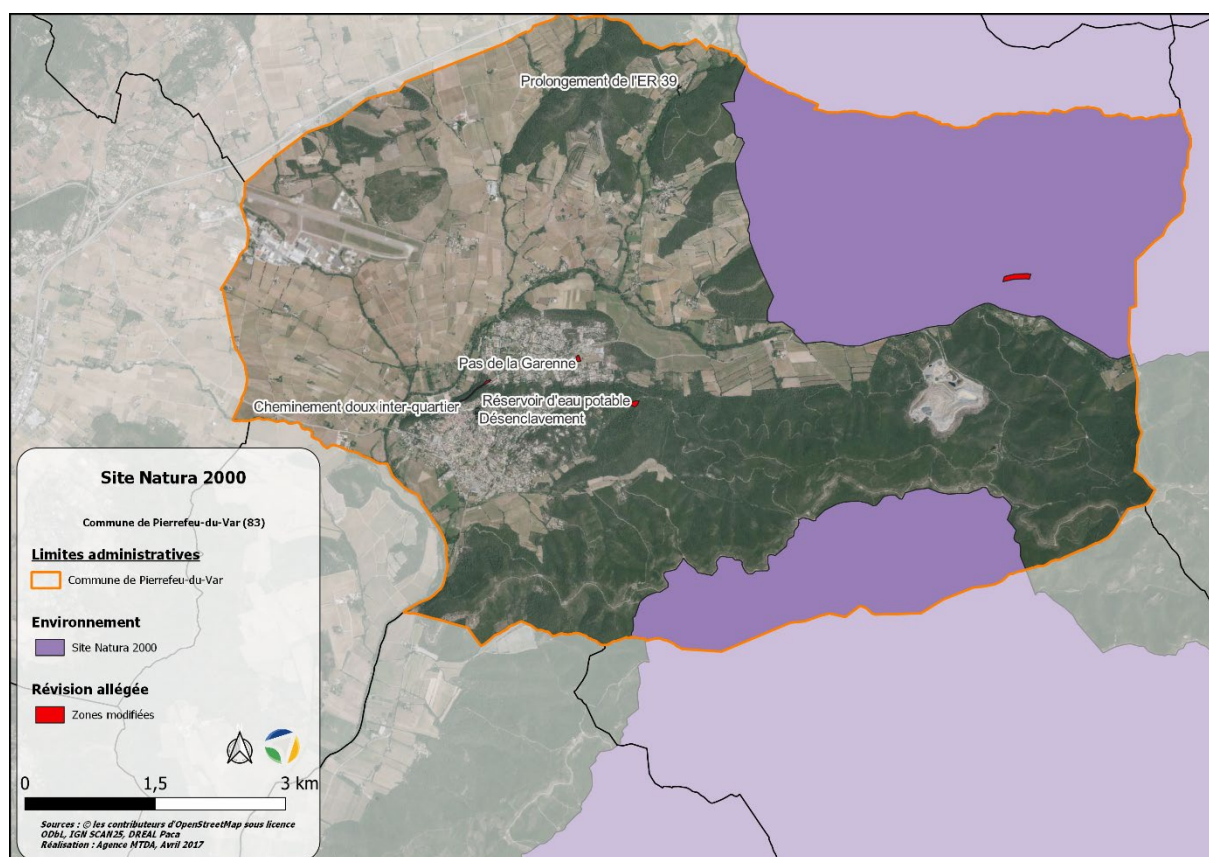 Prolongement de l'ER 39
Pas de la Garenne
Cheminement doux inter-quartier
Réservoir d'eau potable
Désenclavement
Site Natura 2000
Commune de Pierrefeu-du-Var (83)
Limites administratives
Commune de Pierrefeu-du-Var
Environnement
Site Natura 2000
Révision allégée
Zones modifiées
0 1,5 3 km
Sources : © les contributeurs d'OpenStreetMap sous licence
ODbL, IGN SCAN25, DREAL Paca
Réalisation : Agence MTDA, Avril 2017